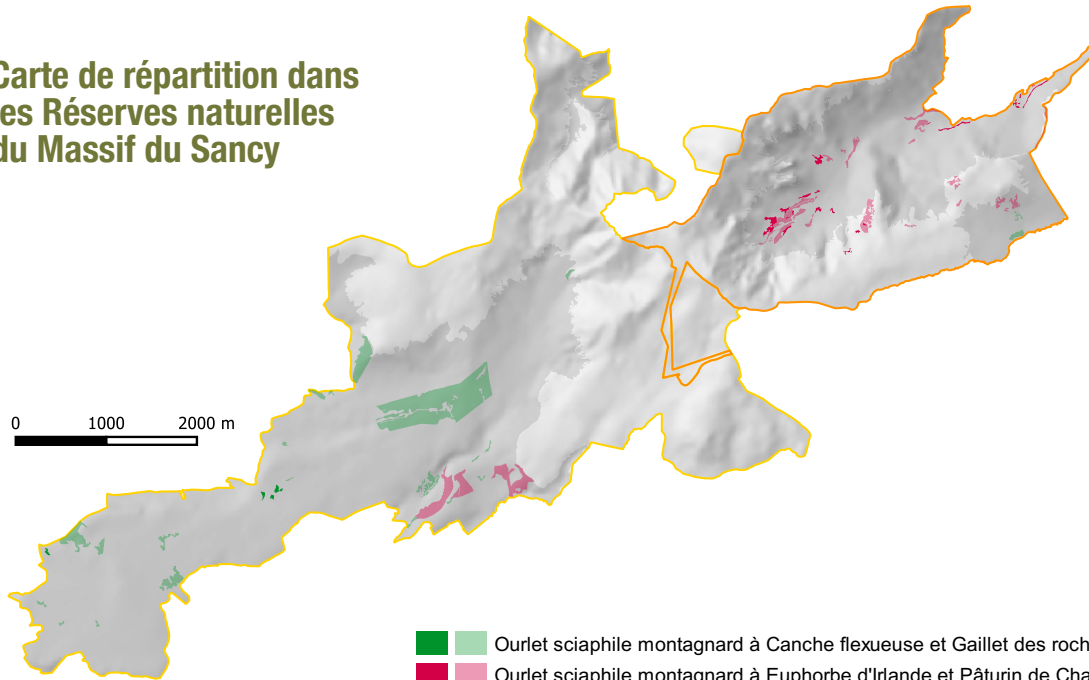 Carte de répartition dans
es Réserves naturelles
du Massif du Sancy
0 1000 2000 m
Ourlet sciaphile montagnard à Canche flexueuse et Gaillet des roch
Ourlet sciaphile montagnard à Euphorbe d'Irlande et Pâturin de Cha